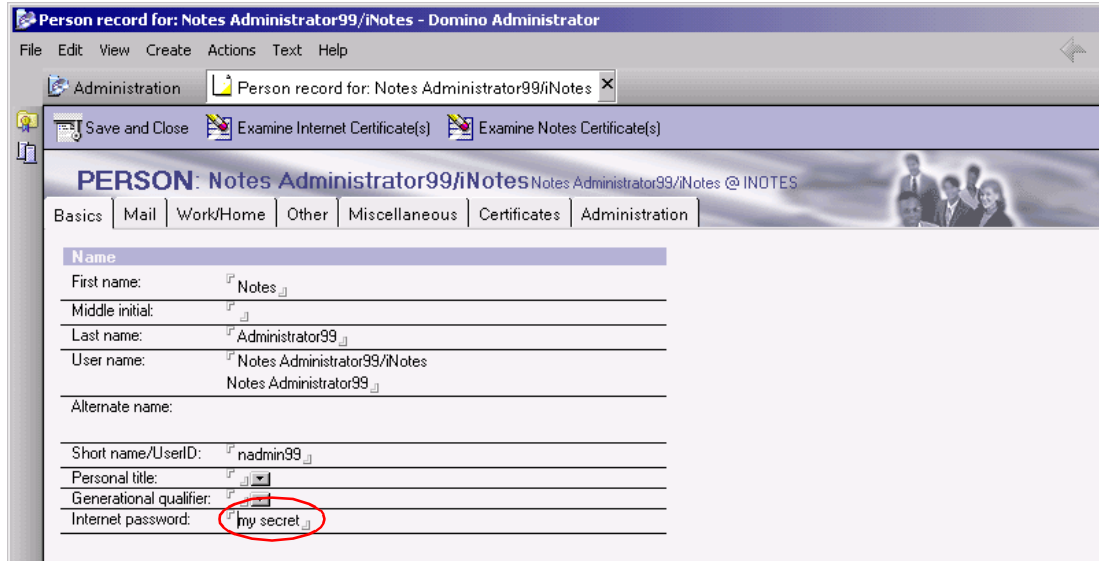 Person record for: Notes Administrator99/iNotes - Domino Administrator
File Edit View Create Actions Text Help
Administration Person record for: Notes Administrator99/iNotes
Save and Close Examine Internet Certificate(s) Examine Notes Certificate(s)
PERSON: Notes Administrator99/iNotes Notes Administrator99/iNotes @ INOTES
Basics Mail Work/Home Other Miscellaneous Certificates Administration
Name
First name: Notes
Middle initial:
Last name: Administrator99
User name: Notes Administrator99/iNotes
Notes Administrator99
Alternate name:
Short name/UserID: nadmin99
Personal title:
Generational qualifier:
Internet password: my secret